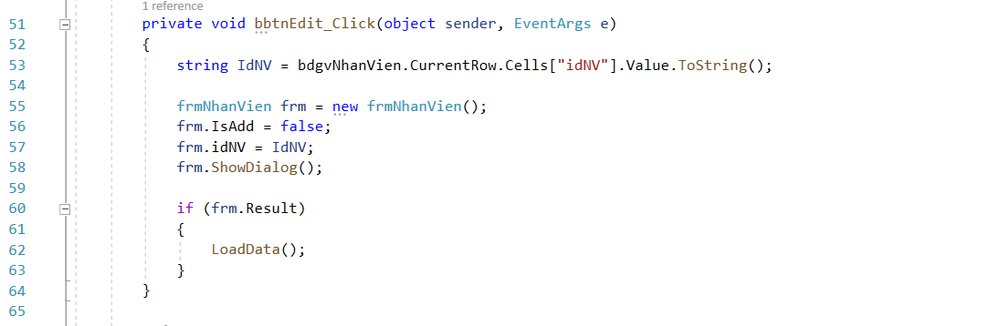 1 reference
51 private void bbtnEdit_Click(object sender, EventArgs e)
52 {
53 string IdNV = bdgvNhanVien.CurrentRow.Cells["idNV"].Value.ToString();
54
55 frmNhanVien frm = new frmNhanVien();
56 frm.IsAdd = false;
57 frm.idNV = IdNV;
58 frm.ShowDialog();
59
60 if (frm.Result)
61 {
62 LoadData();
63 }
64 }
65